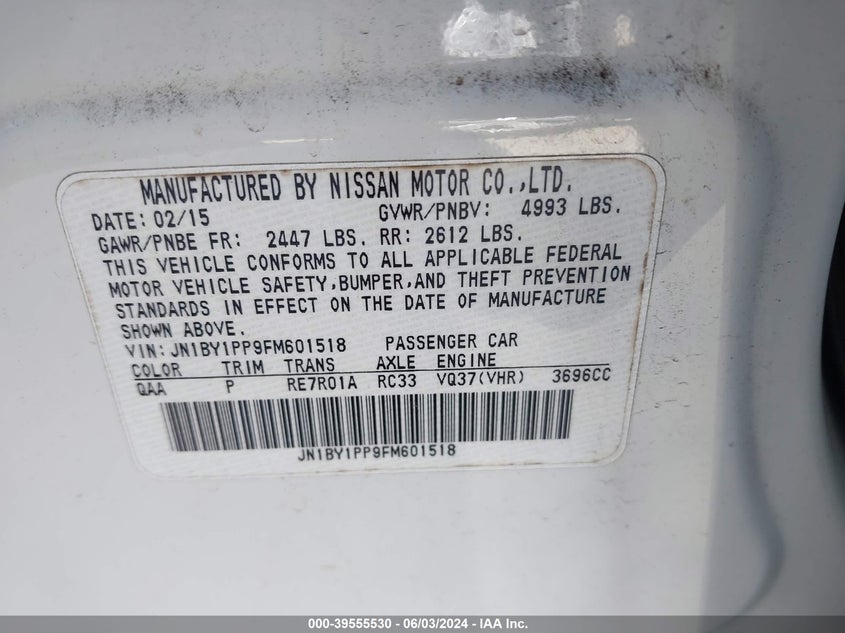 MANUFACTURED BY NISSAN MOTOR CO.,LTD.
DATE: 02/15 GVWR/PNBV: 4993 LBS.
GAWR/PNBE FR: 2447 LBS. RR: 2612 LBS.
THIS VEHICLE CONFORMS TO ALL APPLICABLE FEDERAL
MOTOR VEHICLE SAFETY,BUMPER,AND THEFT PREVENTION
STANDARDS IN EFFECT ON THE DATE OF MANUFACTURE
SHOWN ABOVE.
VIN: JN1BY1PP9FM601518 PASSENGER CAR
COLOR TRIM TRANS AXLE ENGINE
QAA P RE7R01A RC33 VQ37(VHR) 3696CC
JN1BY1PP9FM601518
000-39555530 - 06/03/2024 - IAAI Inc.